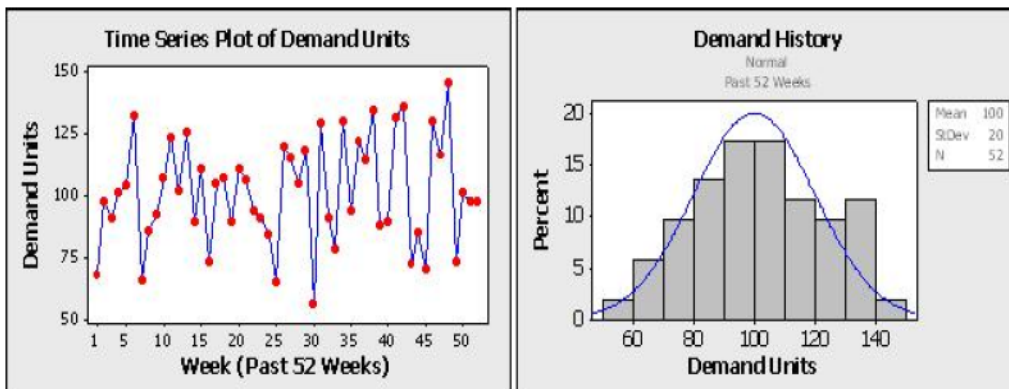 Time Series Plot of Demand Units
Demand Units
150
125
100
75
50
1 5 10 15 20 25 30 35 40 45 50
Week (Past 52 Weeks)
Demand History
Normal
Past 52 Weeks
Percent
20
15
10
5
0
60 80 100 120 140
Demand Units
Mean 100
StDev 20
N 52